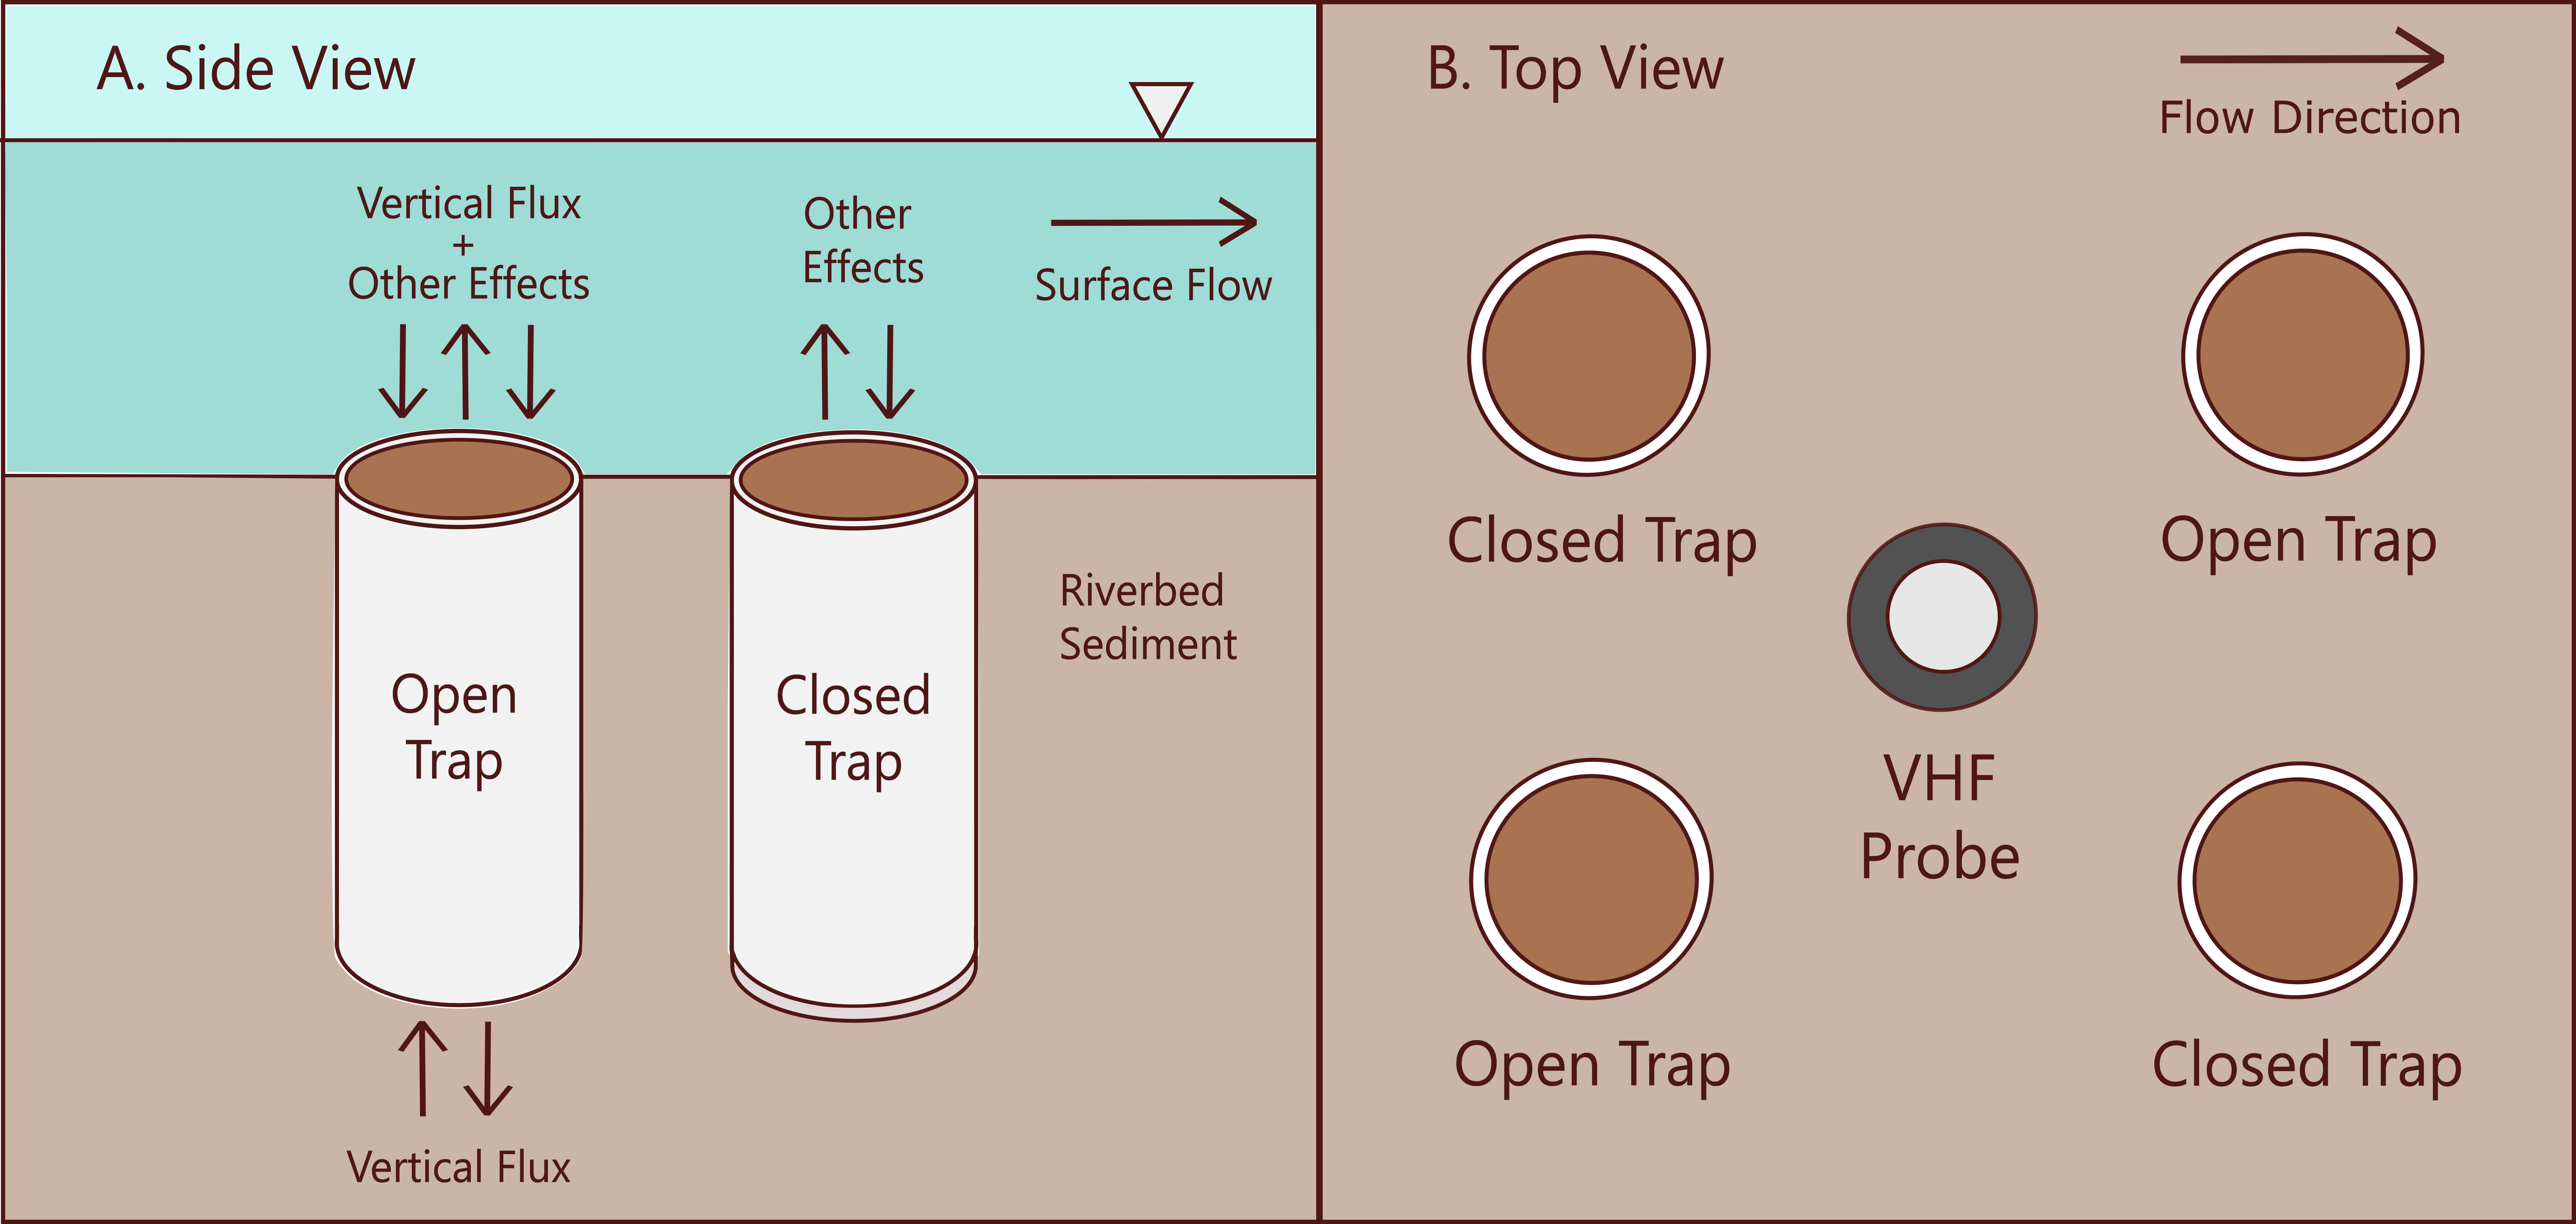 A. Side View
Vertical Flux
+
Other Effects
Other
Effects
Surface Flow
Open
Trap
Closed
Trap
Riverbed
Sediment
Vertical Flux
B. Top View
Flow Direction
Closed Trap
Open Trap
VHF
Probe
Open Trap
Closed Trap